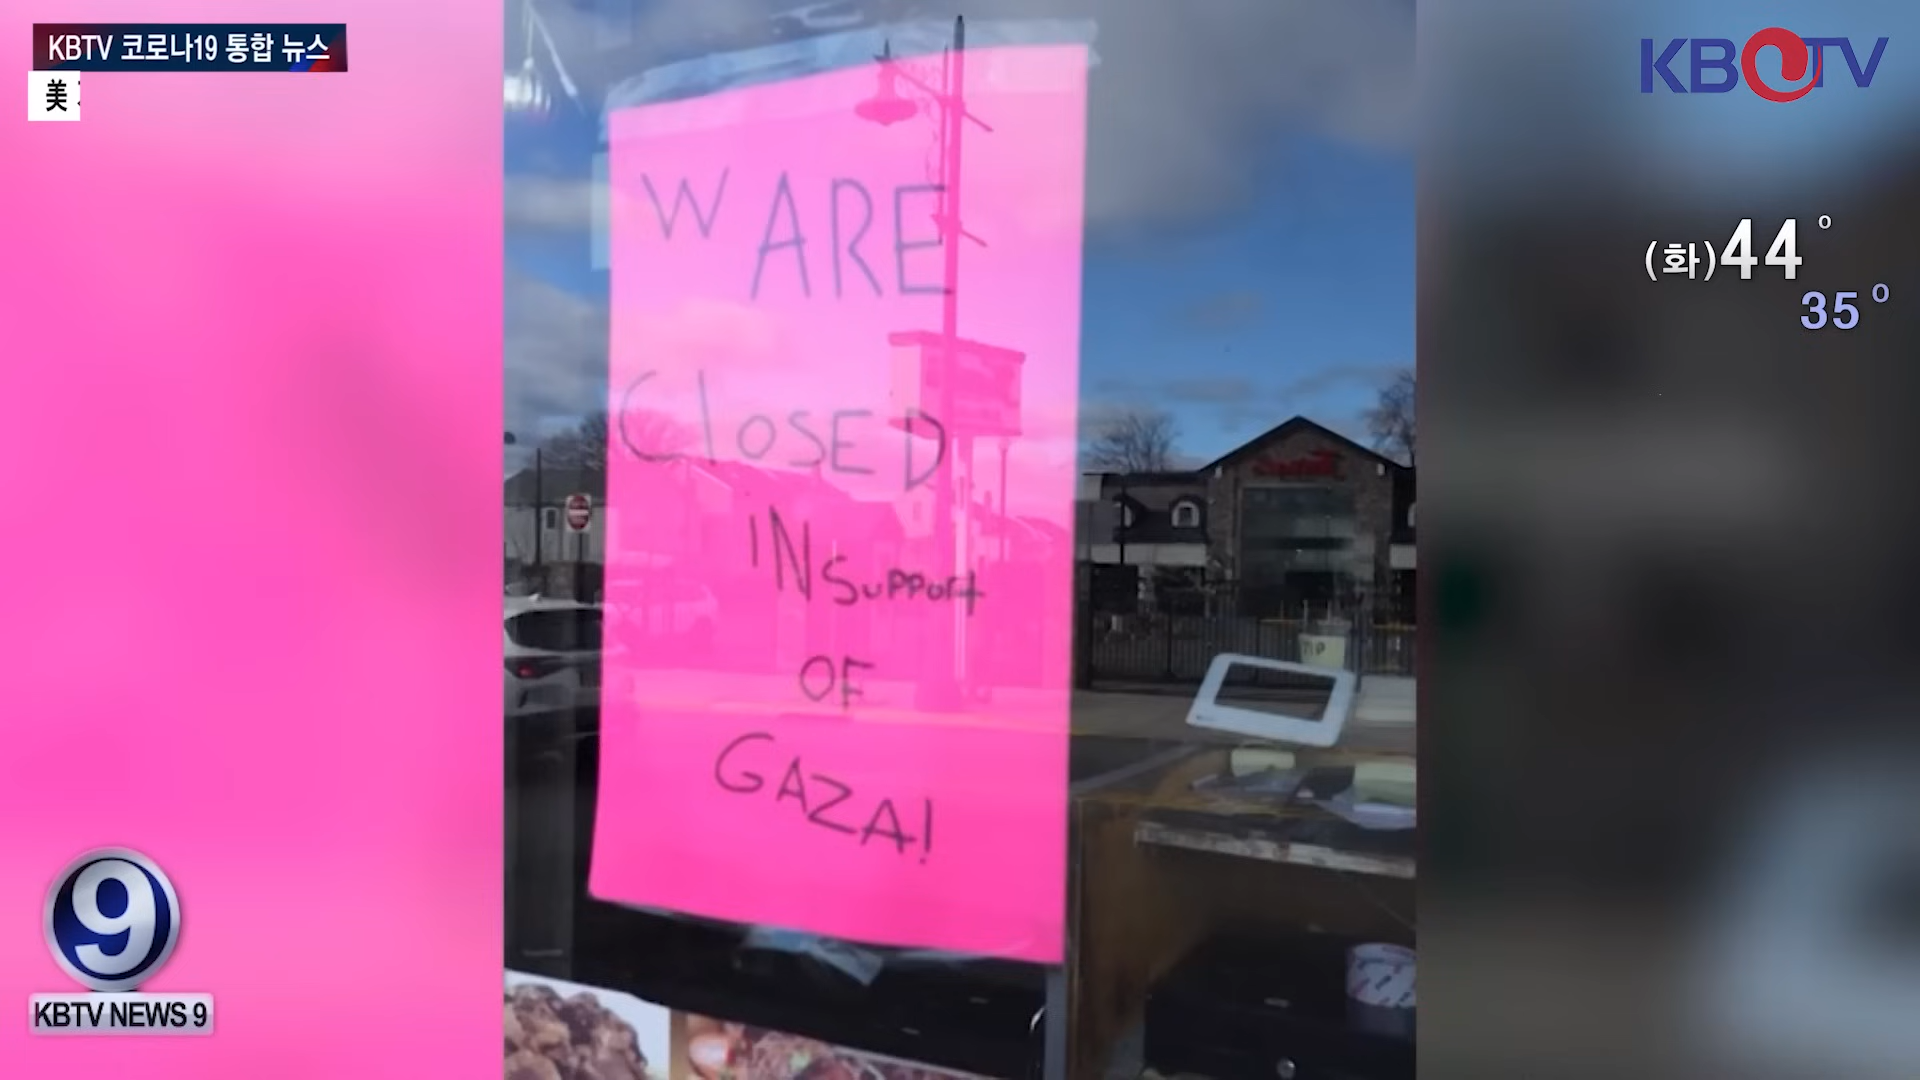 KBTV 코로나19 통합 뉴스
美
KBTV
(화)44°
35°
W ARE
ClOSED
IN SuPPort
OF
GAZA!
TIP
9
KBTV NEWS 9